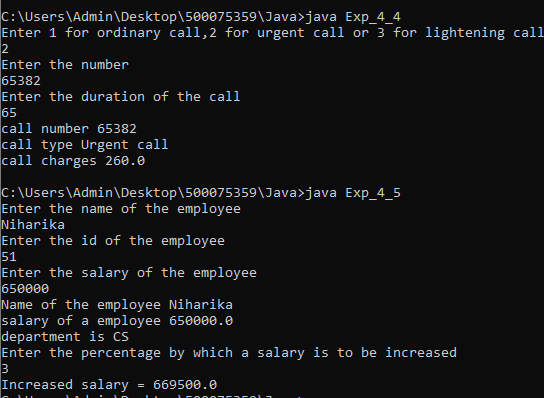 C:\Users\Admin\Desktop\500075359\Java>java Exp_4_4
Enter 1 for ordinary call,2 for urgent call or 3 for lightening call
2
Enter the number
65382
Enter the duration of the call
65
call number 65382
call type Urgent call
call charges 260.0
C:\Users\Admin\Desktop\500075359\Java>java Exp_4_5
Enter the name of the employee
Niharika
Enter the id of the employee
51
Enter the salary of the employee
650000
Name of the employee Niharika
salary of a employee 650000.0
department is CS
Enter the percentage by which a salary is to be increased
3
Increased salary = 669500.0